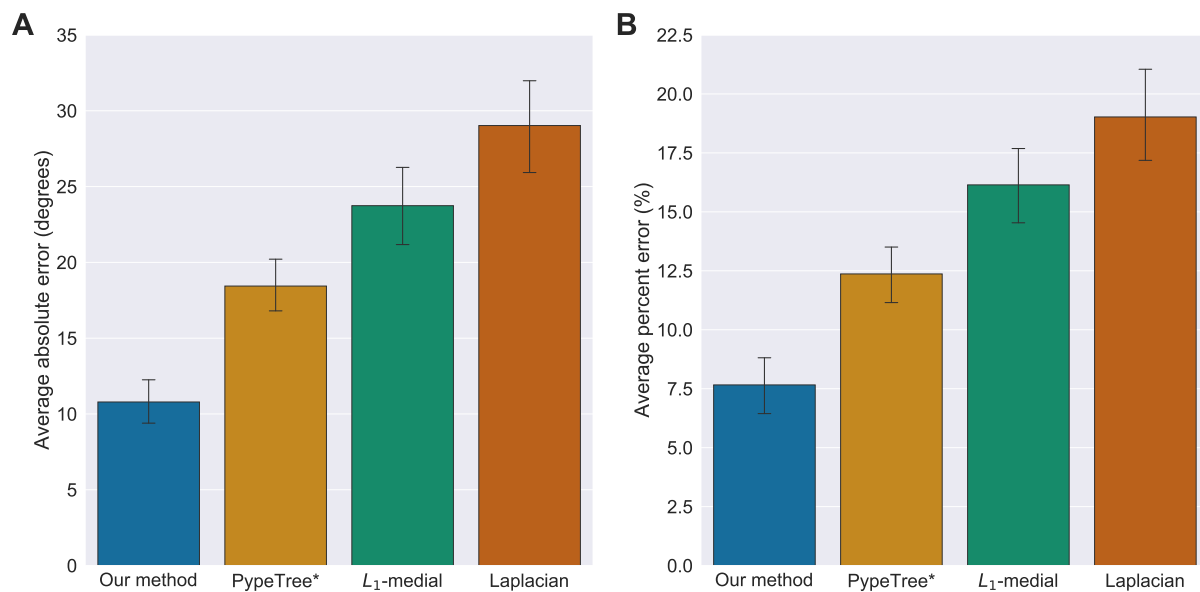 A
B
Average absolute error (degrees)
35
30
25
20
15
10
5
0
Our method
PypeTree*
L₁-medial
Laplacian
Average percent error (%)
22.5
20.0
17.5
15.0
12.5
10.0
7.5
5.0
2.5
0.0
Our method
PypeTree*
L₁-medial
Laplacian